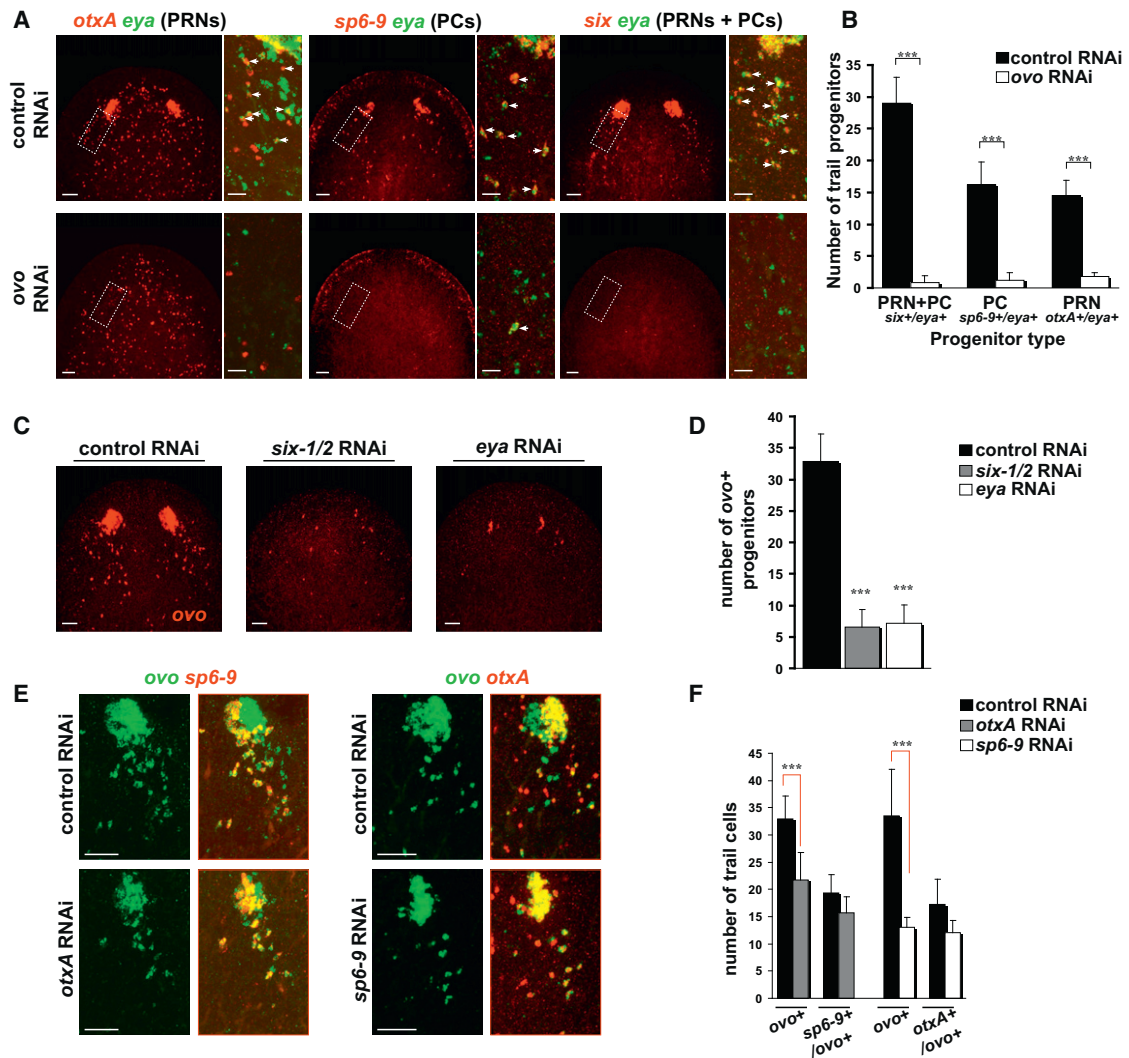 A
otxA eya (PRNs)
sp6-9 eya (PCs)
six eya (PRNs + PCs)
control
RNAi
ovo
RNAi
B
control RNAi
ovo RNAi
Number of trail progenitors
40
35
30
25
20
15
10
5
0
***
***
***
PRN+PC
six+/eya+
PC
sp6-9+/eya+
PRN
otxA+/eya+
Progenitor type
C
control RNAi
six-1/2 RNAi
eya RNAi
ovo
D
control RNAi
six-1/2 RNAi
eya RNAi
number of ovo+
progenitors
40
35
30
25
20
15
10
5
0
***
***
E
ovo sp6-9
ovo otxA
control RNAi
otxA RNAi
control RNAi
sp6-9 RNAi
F
control RNAi
otxA RNAi
sp6-9 RNAi
number of trail cells
45
40
35
30
25
20
15
10
5
0
***
***
ovo+
sp6-9+
/ovo+
ovo+
otxA+
/ovo+